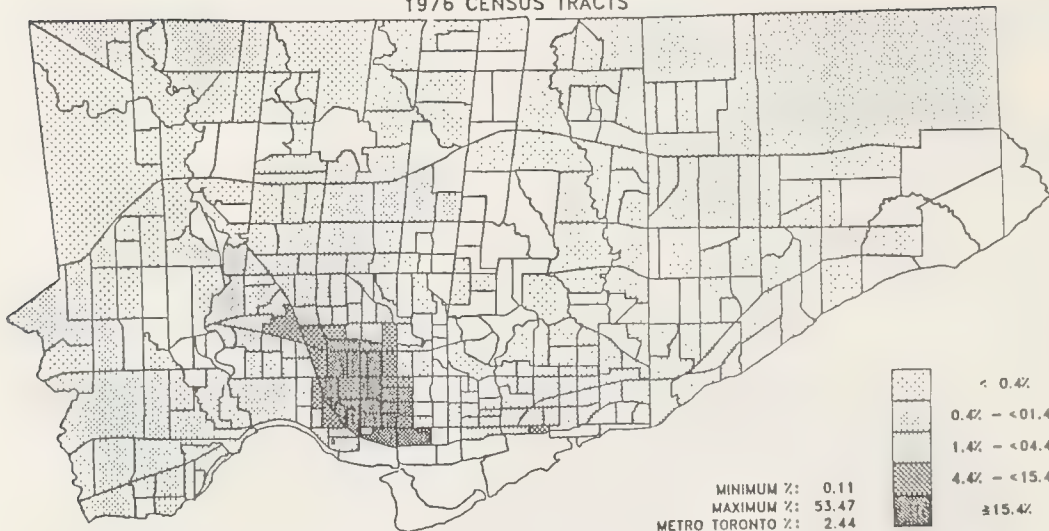 1976 CENSUS TRACTS
< 0.4%
0.4% - <01.4
1.4% - <04.4
4.4% - <15.4
≥15.4%
MINIMUM %: 0.11
MAXIMUM %: 53.47
METRO TORONTO %: 2.44